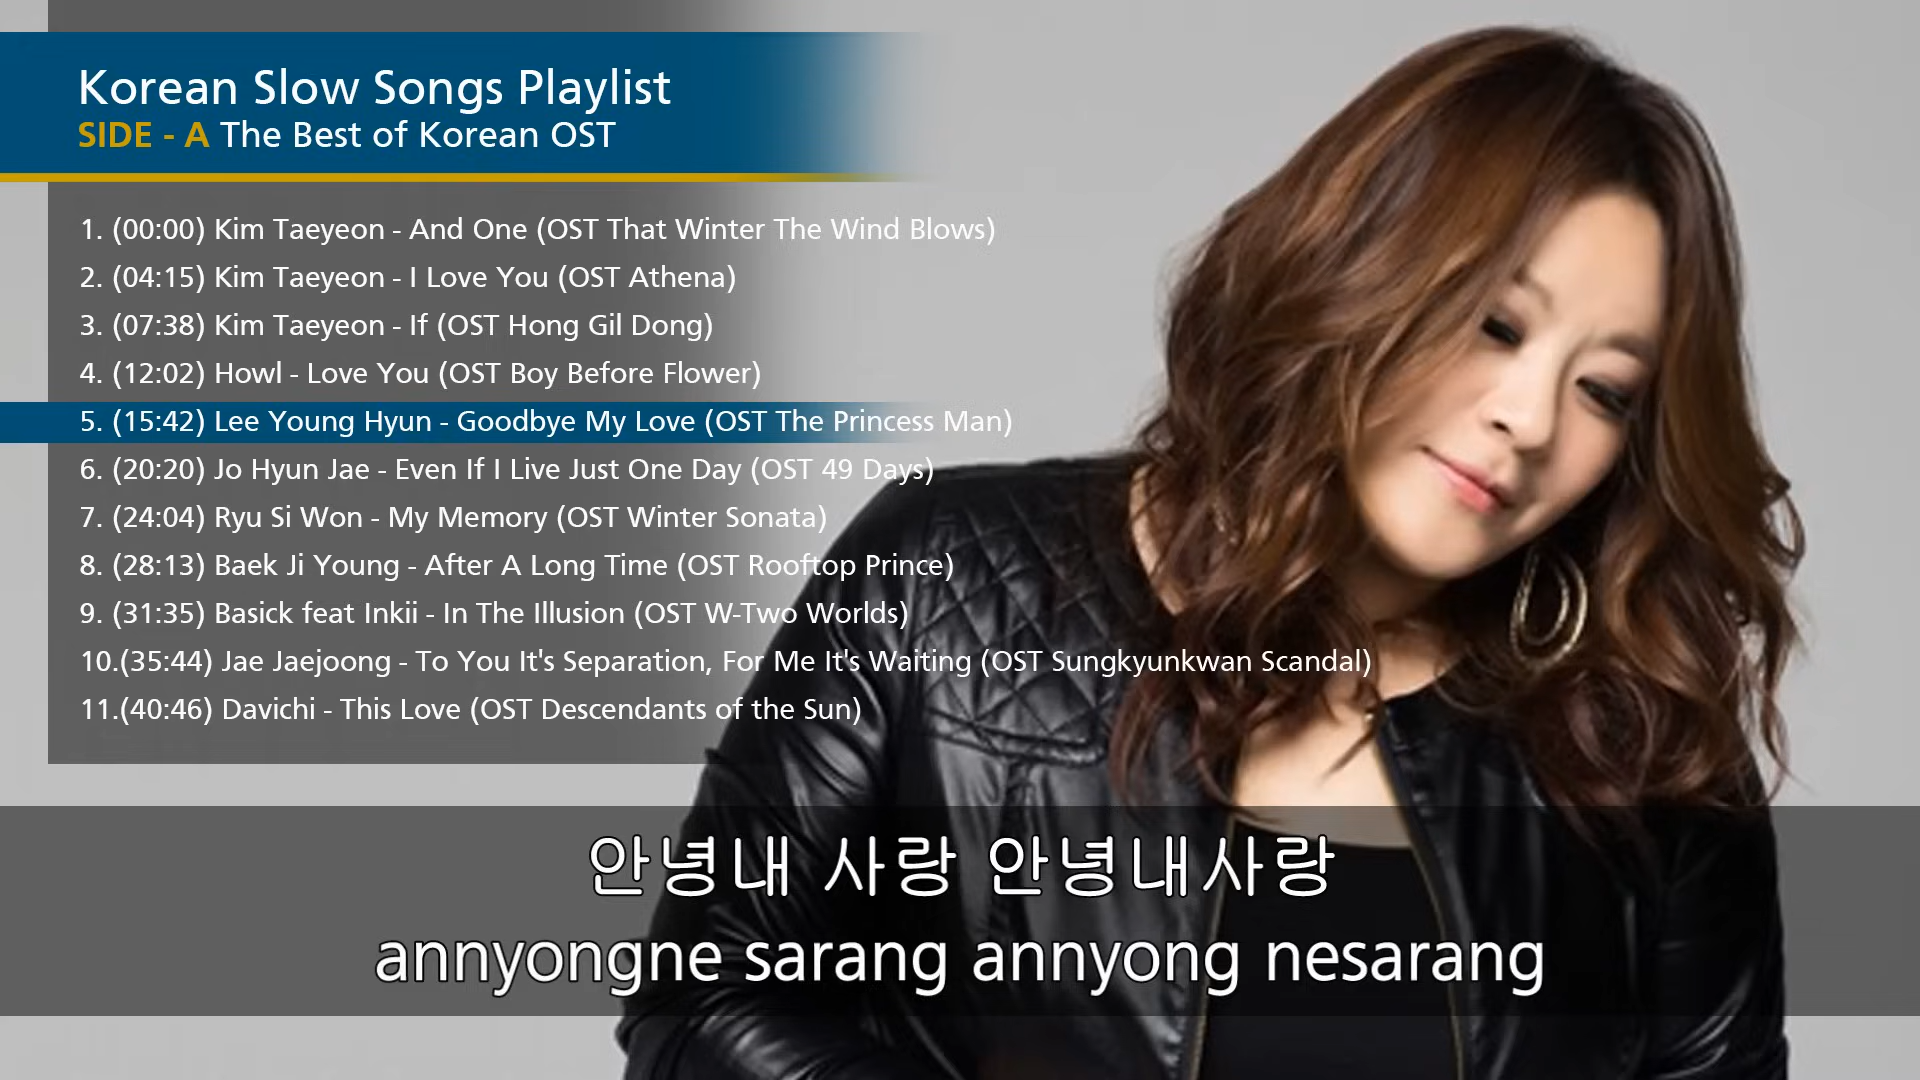 Korean Slow Songs Playlist
SIDE - A The Best of Korean OST
1. (00:00) Kim Taeyeon - And One (OST That Winter The Wind Blows)
2. (04:15) Kim Taeyeon - I Love You (OST Athena)
3. (07:38) Kim Taeyeon - If (OST Hong Gil Dong)
4. (12:02) Howl - Love You (OST Boy Before Flower)
5. (15:42) Lee Young Hyun - Goodbye My Love (OST The Princess Man)
6. (20:20) Jo Hyun Jae - Even If I Live Just One Day (OST 49 Days)
7. (24:04) Ryu Si Won - My Memory (OST Winter Sonata)
8. (28:13) Baek Ji Young - After A Long Time (OST Rooftop Prince)
9. (31:35) Basick feat Inkii - In The Illusion (OST W-Two Worlds)
10.(35:44) Jae Jaejoong - To You It's Separation, For Me It's Waiting (OST Sungkyunkwan Scandal)
11.(40:46) Davichi - This Love (OST Descendants of the Sun)
안녕내 사랑 안녕내사랑
annyongne sarang annyong nesarang